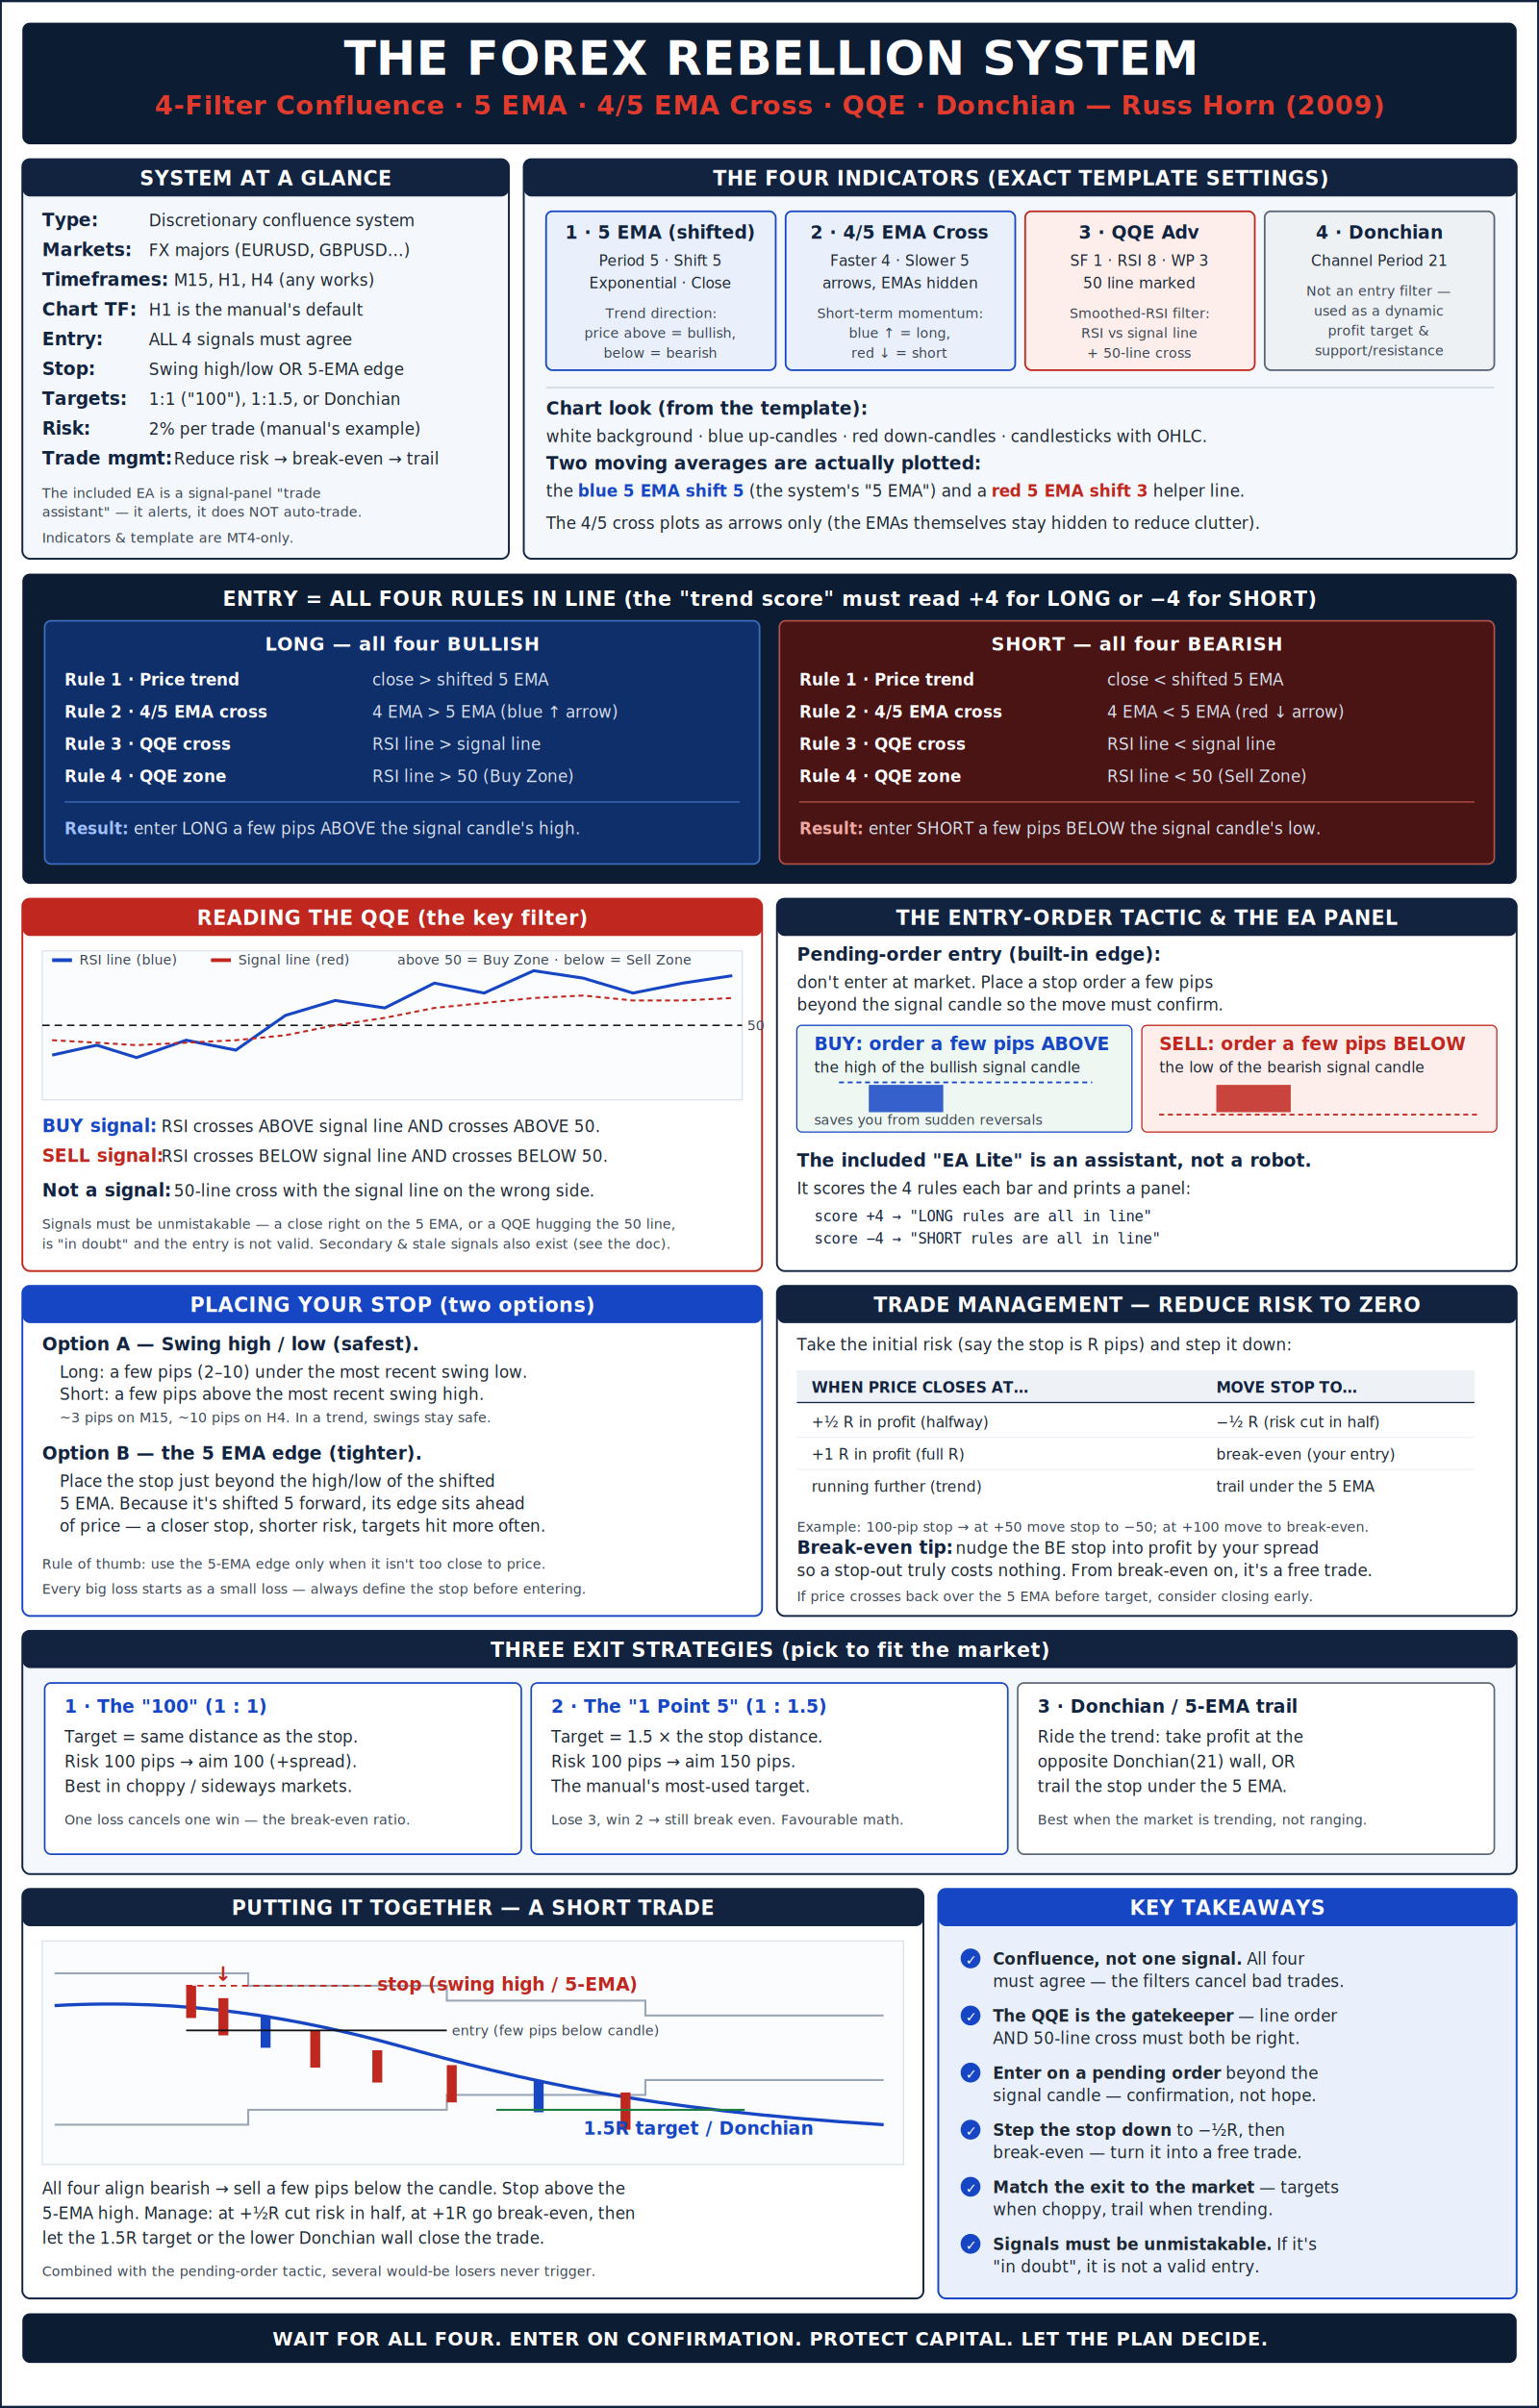 THE FOREX REBELLION SYSTEM
4-Filter Confluence · 5 EMA · 4/5 EMA Cross · QQE · Donchian — Russ Horn (2009)
SYSTEM AT A GLANCE
Type: Discretionary confluence system
Markets: FX majors (EURUSD, GBPUSD...)
Timeframes: M15, H1, H4 (any works)
Chart TF: H1 is the manual's default
Entry: ALL 4 signals must agree
Stop: Swing high/low OR 5-EMA edge
Targets: 1:1 ("100"), 1:1.5, or Donchian
Risk: 2% per trade (manual's example)
Trade mgmt: Reduce risk → break-even → trail
The included EA is a signal-panel "trade
assistant" — it alerts, it does NOT auto-trade.
Indicators & template are MT4-only.
THE FOUR INDICATORS (EXACT TEMPLATE SETTINGS)
1 · 5 EMA (shifted)
Period 5 · Shift 5
Exponential · Close
Trend direction:
price above = bullish,
below = bearish
2 · 4/5 EMA Cross
Faster 4 · Slower 5
arrows, EMAs hidden
Short-term momentum:
blue ↑ = long,
red ↓ = short
3 · QQE Adv
SF 1 · RSI 8 · WP 3
50 line marked
Smoothed-RSI filter:
RSI vs signal line
+ 50-line cross
4 · Donchian
Channel Period 21
Not an entry filter —
used as a dynamic
profit target &
support/resistance
Chart look (from the template):
white background · blue up-candles · red down-candles · candlesticks with OHLC.
Two moving averages are actually plotted:
the blue 5 EMA shift 5 (the system's "5 EMA") and a red 5 EMA shift 3 helper line.
The 4/5 cross plots as arrows only (the EMAs themselves stay hidden to reduce clutter).
ENTRY = ALL FOUR RULES IN LINE (the "trend score" must read +4 for LONG or −4 for SHORT)
LONG — all four BULLISH
Rule 1 · Price trend close > shifted 5 EMA
Rule 2 · 4/5 EMA cross 4 EMA > 5 EMA (blue ↑ arrow)
Rule 3 · QQE cross RSI line > signal line
Rule 4 · QQE zone RSI line > 50 (Buy Zone)
Result: enter LONG a few pips ABOVE the signal candle's high.
SHORT — all four BEARISH
Rule 1 · Price trend close < shifted 5 EMA
Rule 2 · 4/5 EMA cross 4 EMA < 5 EMA (red ↓ arrow)
Rule 3 · QQE cross RSI line < signal line
Rule 4 · QQE zone RSI line < 50 (Sell Zone)
Result: enter SHORT a few pips BELOW the signal candle's low.
READING THE QQE (the key filter)
RSI line (blue) Signal line (red) above 50 = Buy Zone · below = Sell Zone
50
BUY signal: RSI crosses ABOVE signal line AND crosses ABOVE 50.
SELL signal: RSI crosses BELOW signal line AND crosses BELOW 50.
Not a signal: 50-line cross with the signal line on the wrong side.
Signals must be unmistakable — a close right on the 5 EMA, or a QQE hugging the 50 line,
is "in doubt" and the entry is not valid. Secondary & stale signals also exist (see the doc).
THE ENTRY-ORDER TACTIC & THE EA PANEL
Pending-order entry (built-in edge):
don't enter at market. Place a stop order a few pips
beyond the signal candle so the move must confirm.
BUY: order a few pips ABOVE
the high of the bullish signal candle
saves you from sudden reversals
SELL: order a few pips BELOW
the low of the bearish signal candle
The included "EA Lite" is an assistant, not a robot.
It scores the 4 rules each bar and prints a panel:
score +4 → "LONG rules are all in line"
score −4 → "SHORT rules are all in line"
PLACING YOUR STOP (two options)
Option A — Swing high / low (safest).
Long: a few pips (2–10) under the most recent swing low.
Short: a few pips above the most recent swing high.
~3 pips on M15, ~10 pips on H4. In a trend, swings stay safe.
Option B — the 5 EMA edge (tighter).
Place the stop just beyond the high/low of the shifted
5 EMA. Because it's shifted 5 forward, its edge sits ahead
of price — a closer stop, shorter risk, targets hit more often.
Rule of thumb: use the 5-EMA edge only when it isn't too close to price.
Every big loss starts as a small loss — always define the stop before entering.
TRADE MANAGEMENT — REDUCE RISK TO ZERO
Take the initial risk (say the stop is R pips) and step it down:
WHEN PRICE CLOSES AT... MOVE STOP TO...
+½ R in profit (halfway) −½ R (risk cut in half)
+1 R in profit (full R) break-even (your entry)
running further (trend) trail under the 5 EMA
Example: 100-pip stop → at +50 move stop to −50; at +100 move to break-even.
Break-even tip: nudge the BE stop into profit by your spread
so a stop-out truly costs nothing. From break-even on, it's a free trade.
If price crosses back over the 5 EMA before target, consider closing early.
THREE EXIT STRATEGIES (pick to fit the market)
1 · The "100" (1 : 1)
Target = same distance as the stop.
Risk 100 pips → aim 100 (+spread).
Best in choppy / sideways markets.
One loss cancels one win — the break-even ratio.
2 · The "1 Point 5" (1 : 1.5)
Target = 1.5 × the stop distance.
Risk 100 pips → aim 150 pips.
The manual's most-used target.
Lose 3, win 2 → still break even. Favourable math.
3 · Donchian / 5-EMA trail
Ride the trend: take profit at the
opposite Donchian(21) wall, OR
trail the stop under the 5 EMA.
Best when the market is trending, not ranging.
PUTTING IT TOGETHER — A SHORT TRADE
↓
stop (swing high / 5-EMA)
entry (few pips below candle)
1.5R target / Donchian
All four align bearish → sell a few pips below the candle. Stop above the
5-EMA high. Manage: at +½R cut risk in half, at +1R go break-even, then
let the 1.5R target or the lower Donchian wall close the trade.
Combined with the pending-order tactic, several would-be losers never trigger.
KEY TAKEAWAYS
✓ Confluence, not one signal. All four
must agree — the filters cancel bad trades.
✓ The QQE is the gatekeeper — line order
AND 50-line cross must both be right.
✓ Enter on a pending order beyond the
signal candle — confirmation, not hope.
✓ Step the stop down to −½R, then
break-even — turn it into a free trade.
✓ Match the exit to the market — targets
when choppy, trail when trending.
✓ Signals must be unmistakable. If it's
"in doubt", it is not a valid entry.
WAIT FOR ALL FOUR. ENTER ON CONFIRMATION. PROTECT CAPITAL. LET THE PLAN DECIDE.